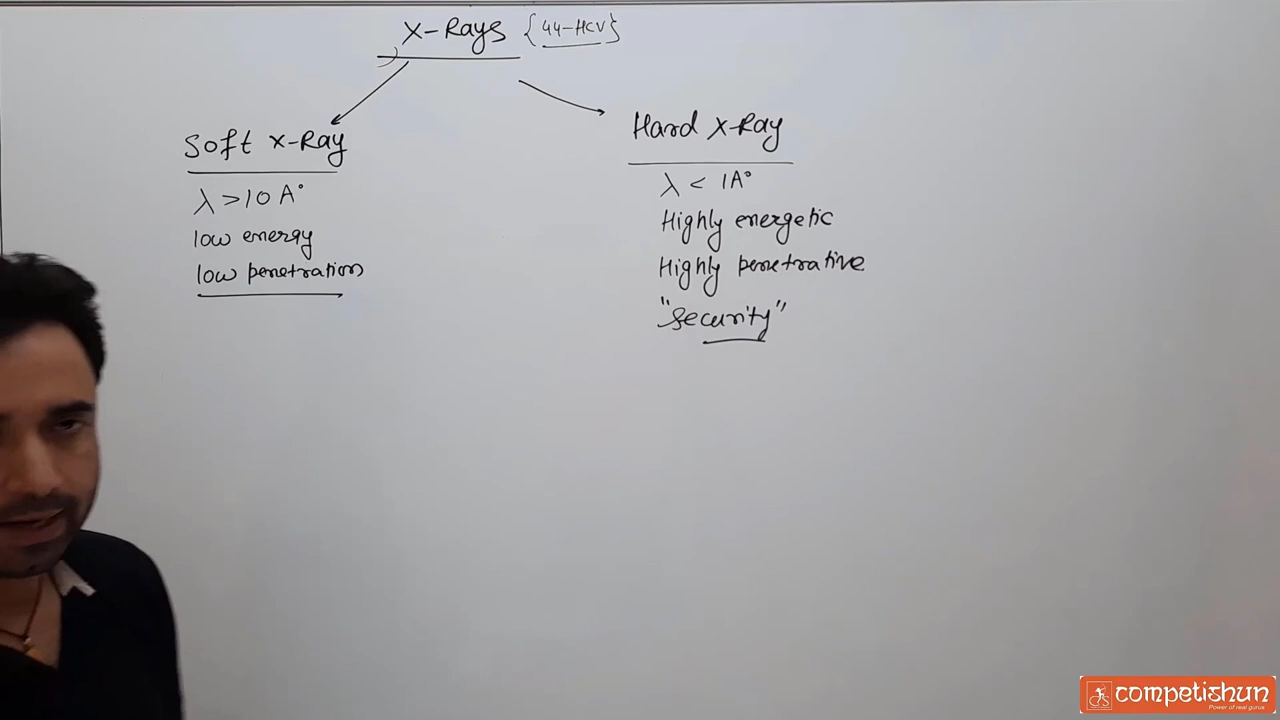 X-Rays {44-HCV}
Soft X-Ray
λ > 10 A°
low energy
low penetration
Hard X-Ray
λ < 1A°
Highly energetic
Highly penetrative
"security"
competishun
Power of real gurus